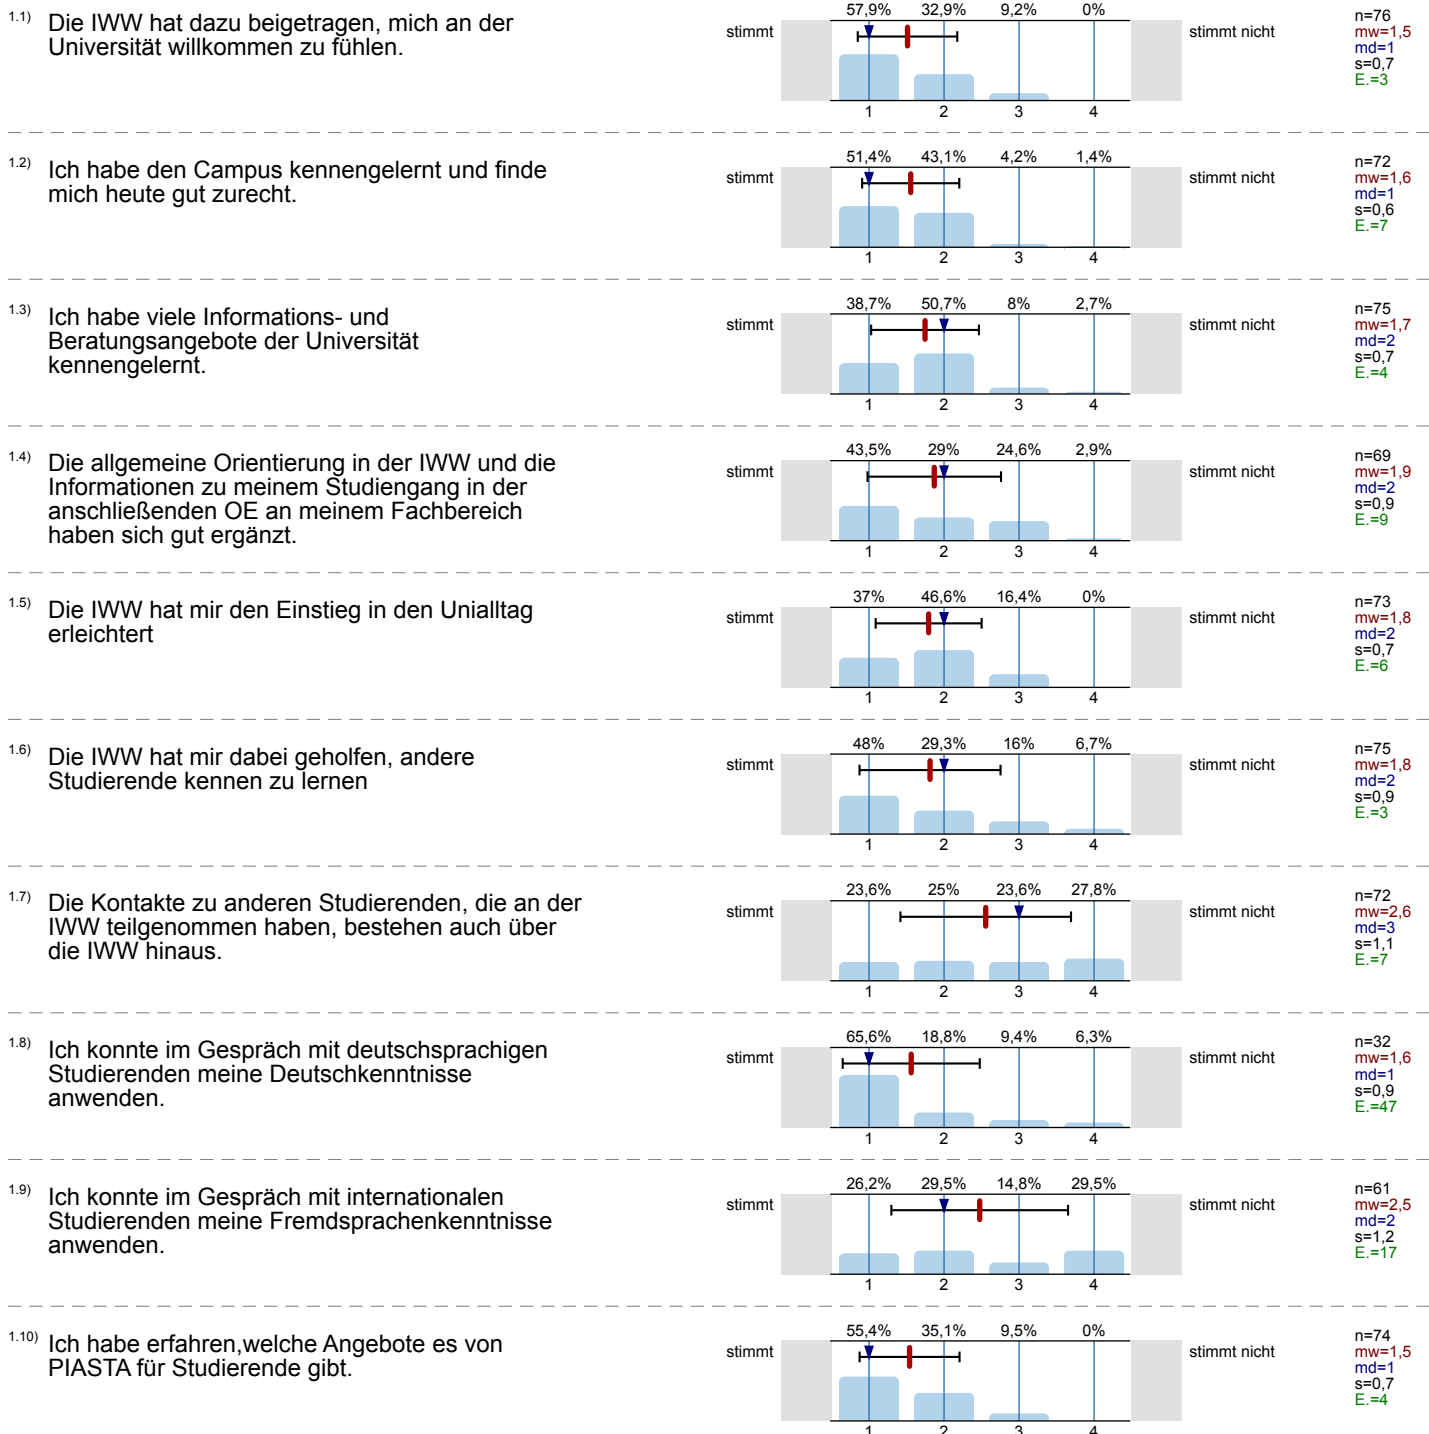 1.1) Die IWW hat dazu beigetragen, mich an der
Universität willkommen zu fühlen.
stimmt
57,9% 32,9% 9,2% 0%
1 2 3 4
stimmt nicht
n=76
mw=1,5
md=1
s=0,7
E.=3
1.2) Ich habe den Campus kennengelernt und finde
mich heute gut zurecht.
stimmt
51,4% 43,1% 4,2% 1,4%
1 2 3 4
stimmt nicht
n=72
mw=1,6
md=1
s=0,6
E.=7
1.3) Ich habe viele Informations- und
Beratungsangebote der Universität
kennengelernt.
stimmt
38,7% 50,7% 8% 2,7%
1 2 3 4
stimmt nicht
n=75
mw=1,7
md=2
s=0,7
E.=4
1.4) Die allgemeine Orientierung in der IWW und die
Informationen zu meinem Studiengang in der
anschließenden OE an meinem Fachbereich
haben sich gut ergänzt.
stimmt
43,5% 29% 24,6% 2,9%
1 2 3 4
stimmt nicht
n=69
mw=1,9
md=2
s=0,9
E.=9
1.5) Die IWW hat mir den Einstieg in den Unialltag
erleichtert
stimmt
37% 46,6% 16,4% 0%
1 2 3 4
stimmt nicht
n=73
mw=1,8
md=2
s=0,7
E.=6
1.6) Die IWW hat mir dabei geholfen, andere
Studierende kennen zu lernen
stimmt
48% 29,3% 16% 6,7%
1 2 3 4
stimmt nicht
n=75
mw=1,8
md=2
s=0,9
E.=3
1.7) Die Kontakte zu anderen Studierenden, die an der
IWW teilgenommen haben, bestehen auch über
die IWW hinaus.
stimmt
23,6% 25% 23,6% 27,8%
1 2 3 4
stimmt nicht
n=72
mw=2,6
md=3
s=1,1
E.=7
1.8) Ich konnte im Gespräch mit deutschsprachigen
Studierenden meine Deutschkenntnisse
anwenden.
stimmt
65,6% 18,8% 9,4% 6,3%
1 2 3 4
stimmt nicht
n=32
mw=1,6
md=1
s=0,9
E.=47
1.9) Ich konnte im Gespräch mit internationalen
Studierenden meine Fremdsprachenkenntnisse
anwenden.
stimmt
26,2% 29,5% 14,8% 29,5%
1 2 3 4
stimmt nicht
n=61
mw=2,5
md=2
s=1,2
E.=17
1.10) Ich habe erfahren,welche Angebote es von
PIASTA für Studierende gibt.
stimmt
55,4% 35,1% 9,5% 0%
1 2 3 4
stimmt nicht
n=74
mw=1,5
md=1
s=0,7
E.=4